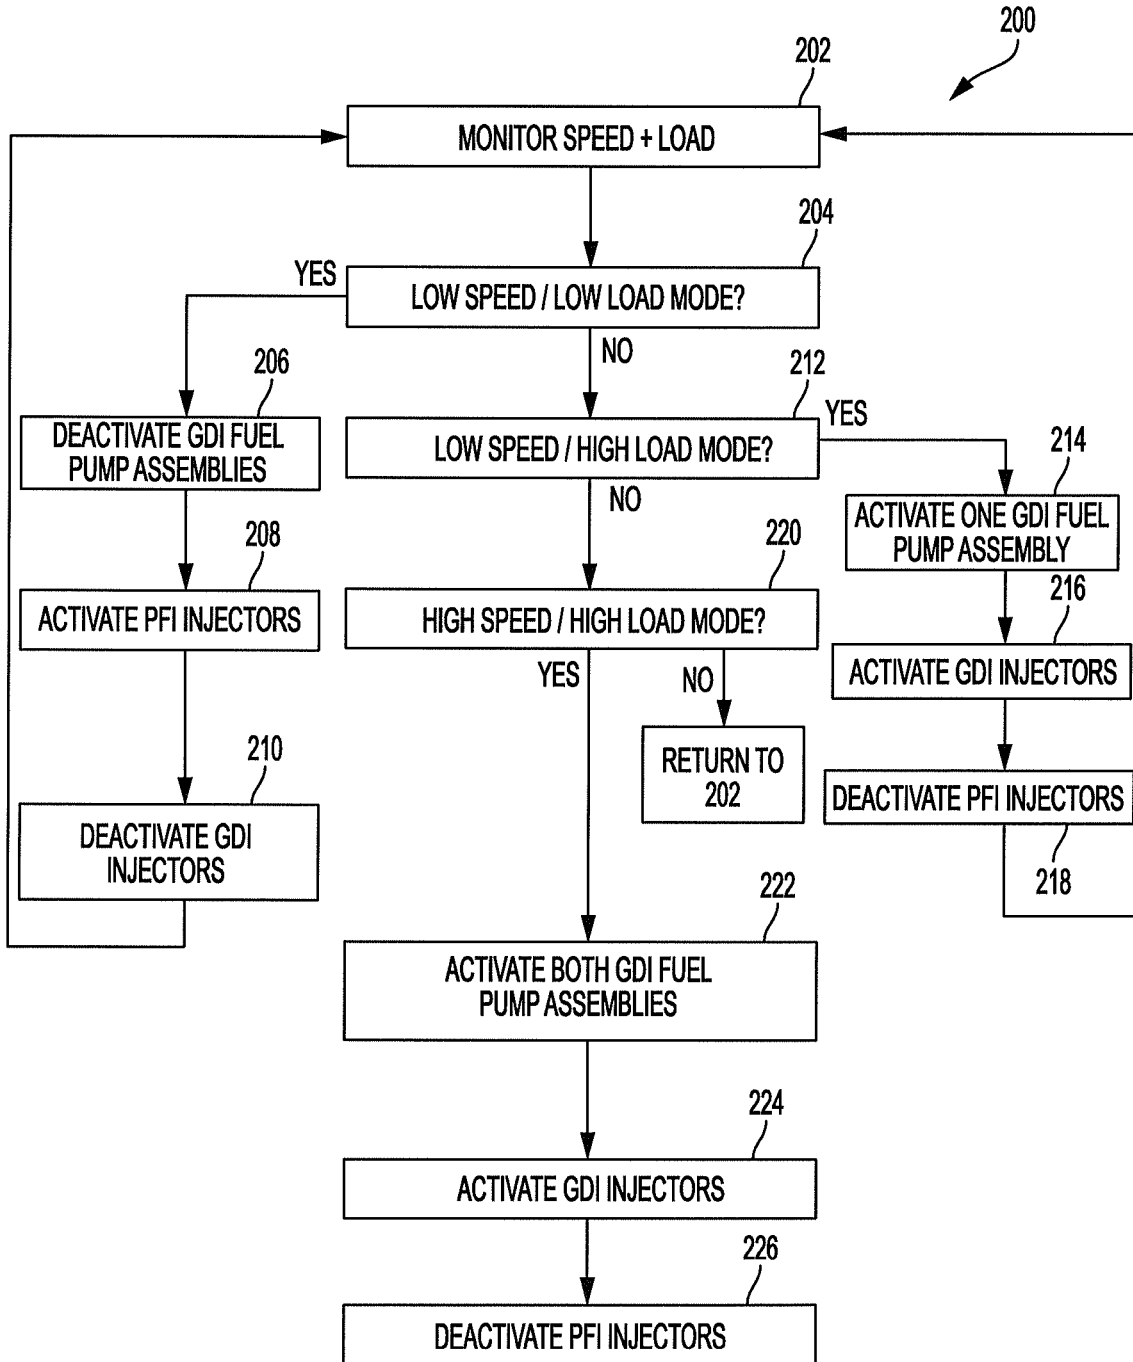 200
202
MONITOR SPEED + LOAD
204
YES
LOW SPEED / LOW LOAD MODE?
NO
206
212
YES
DEACTIVATE GDI FUEL
PUMP ASSEMBLIES
LOW SPEED / HIGH LOAD MODE?
214
NO
ACTIVATE ONE GDI FUEL
PUMP ASSEMBLY
208
220
216
ACTIVATE PFI INJECTORS
HIGH SPEED / HIGH LOAD MODE?
YES
NO
ACTIVATE GDI INJECTORS
210
RETURN TO
202
DEACTIVATE PFI INJECTORS
DEACTIVATE GDI
INJECTORS
218
222
ACTIVATE BOTH GDI FUEL
PUMP ASSEMBLIES
224
ACTIVATE GDI INJECTORS
226
DEACTIVATE PFI INJECTORS